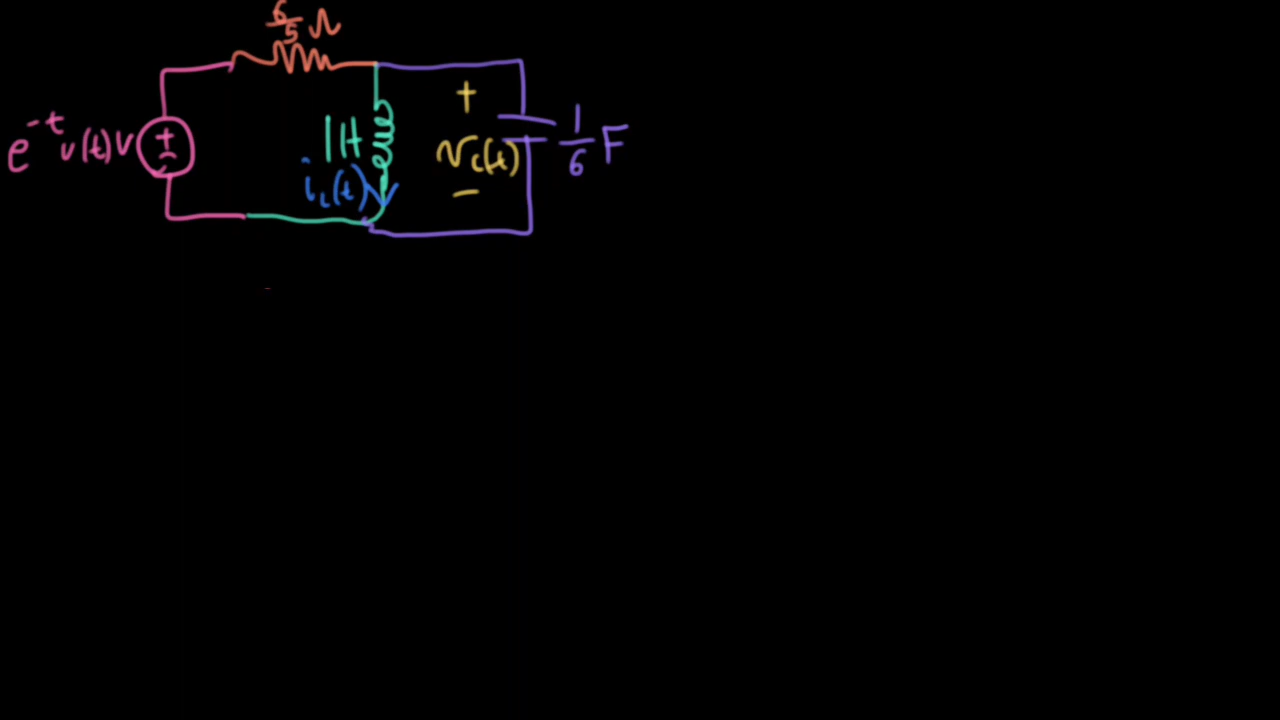 6/5 Ω
e^-t u(t) V
+
-
1H
i_L(t)
+
v_c(t)
-
1/6 F